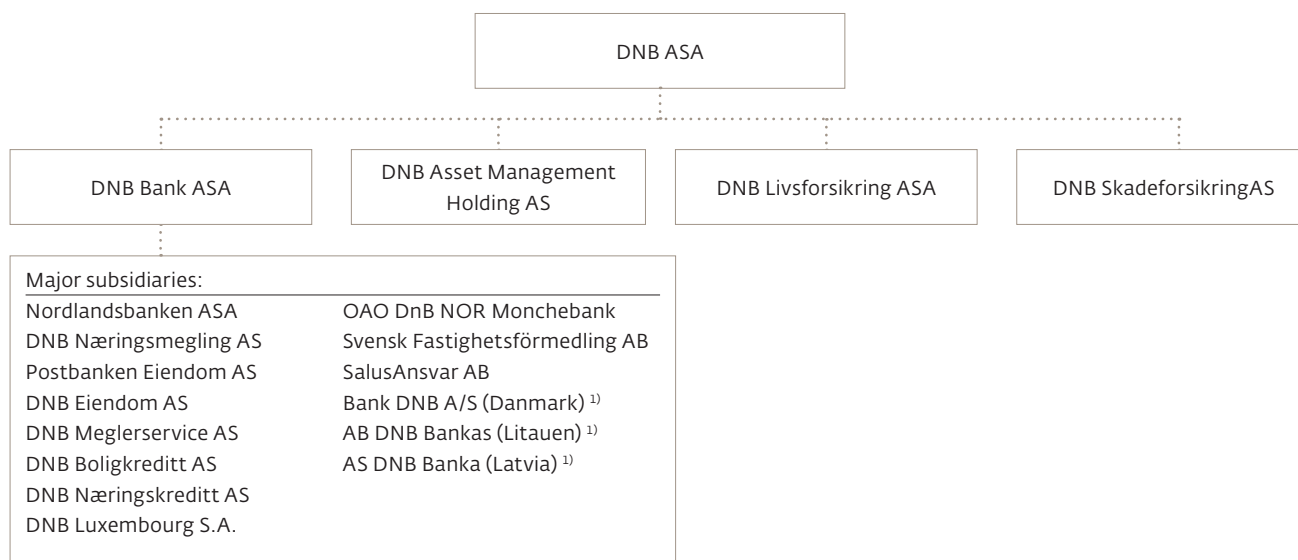 DNB ASA
DNB Bank ASA
DNB Asset Management
Holding AS
DNB Livsforsikring ASA
DNB SkadeforsikringAS
Major subsidiaries:
Nordlandsbanken ASA
DNB Næringsmegling AS
Postbanken Eiendom AS
DNB Eiendom AS
DNB Meglerservice AS
DNB Boligkreditt AS
DNB Næringskreditt AS
DNB Luxembourg S.A.
OAO DnB NOR Monchebank
Svensk Fastighetsförmedling AB
SalusAnsvar AB
Bank DNB A/S (Danmark) 1)
AB DNB Bankas (Litauen) 1)
AS DNB Banka (Latvia) 1)